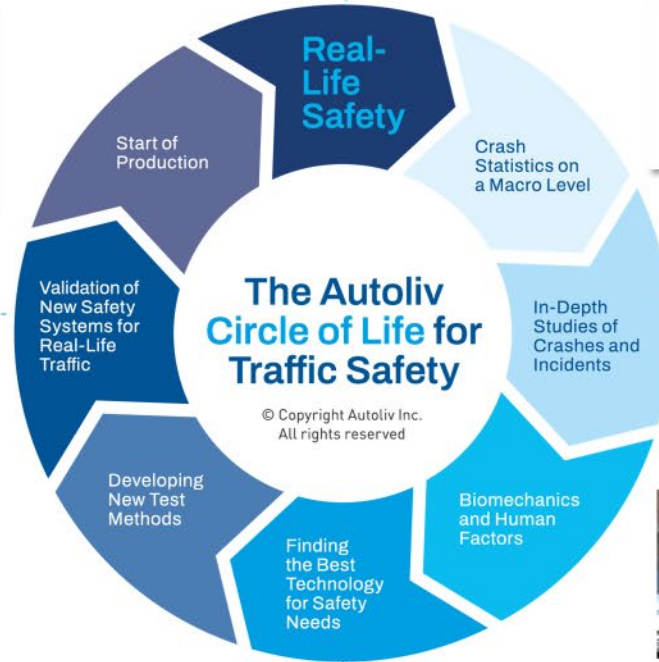 Real-
Life
Safety
Crash
Statistics on
a Macro Level
In-Depth
Studies of
Crashes and
Incidents
Biomechanics
and Human
Factors
Finding
the Best
Technology
for Safety
Needs
Developing
New Test
Methods
Validation of
New Safety
Systems for
Real-Life
Traffic
Start of
Production
The Autoliv
Circle of Life for
Traffic Safety
© Copyright Autoliv Inc.
All rights reserved